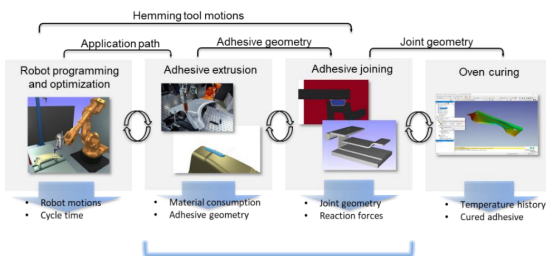 Hemming tool motions
Application path
Adhesive geometry
Joint geometry
Robot programming
and optimization
Adhesive extrusion
Adhesive joining
Oven curing
• Robot motions
• Cycle time
• Material consumption
• Adhesive geometry
• Joint geometry
• Reaction forces
• Temperature history
• Cured adhesive